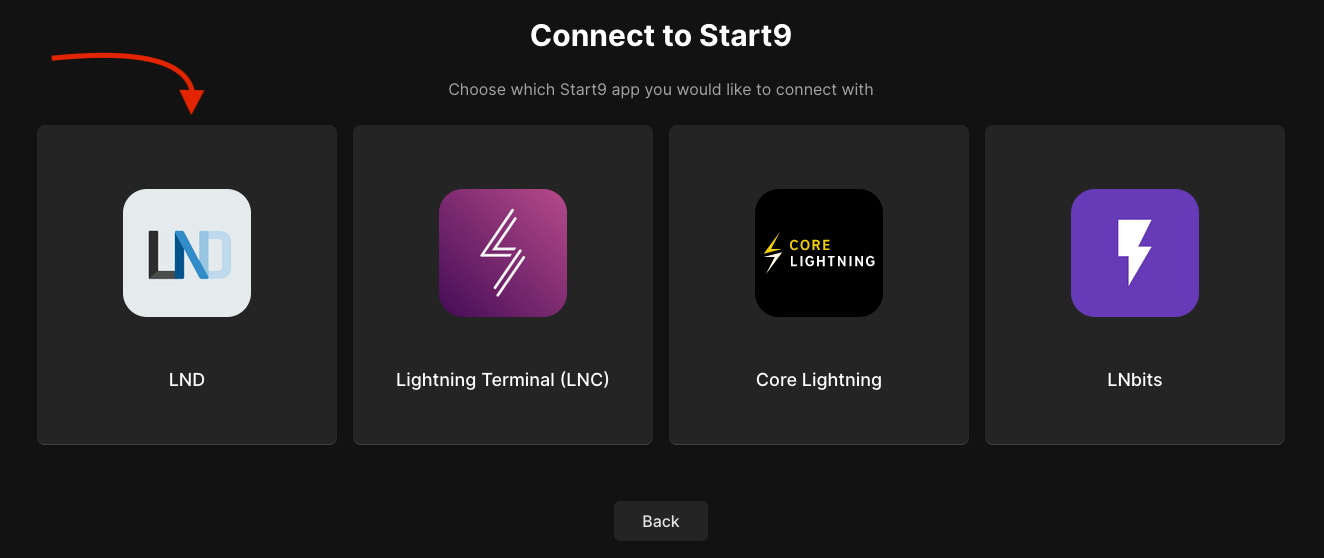 Connect to Start9
Choose which Start9 app you would like to connect with
LND
CORE
LIGHTNING
LND
Lightning Terminal (LNC)
Core Lightning
LNbits
Back